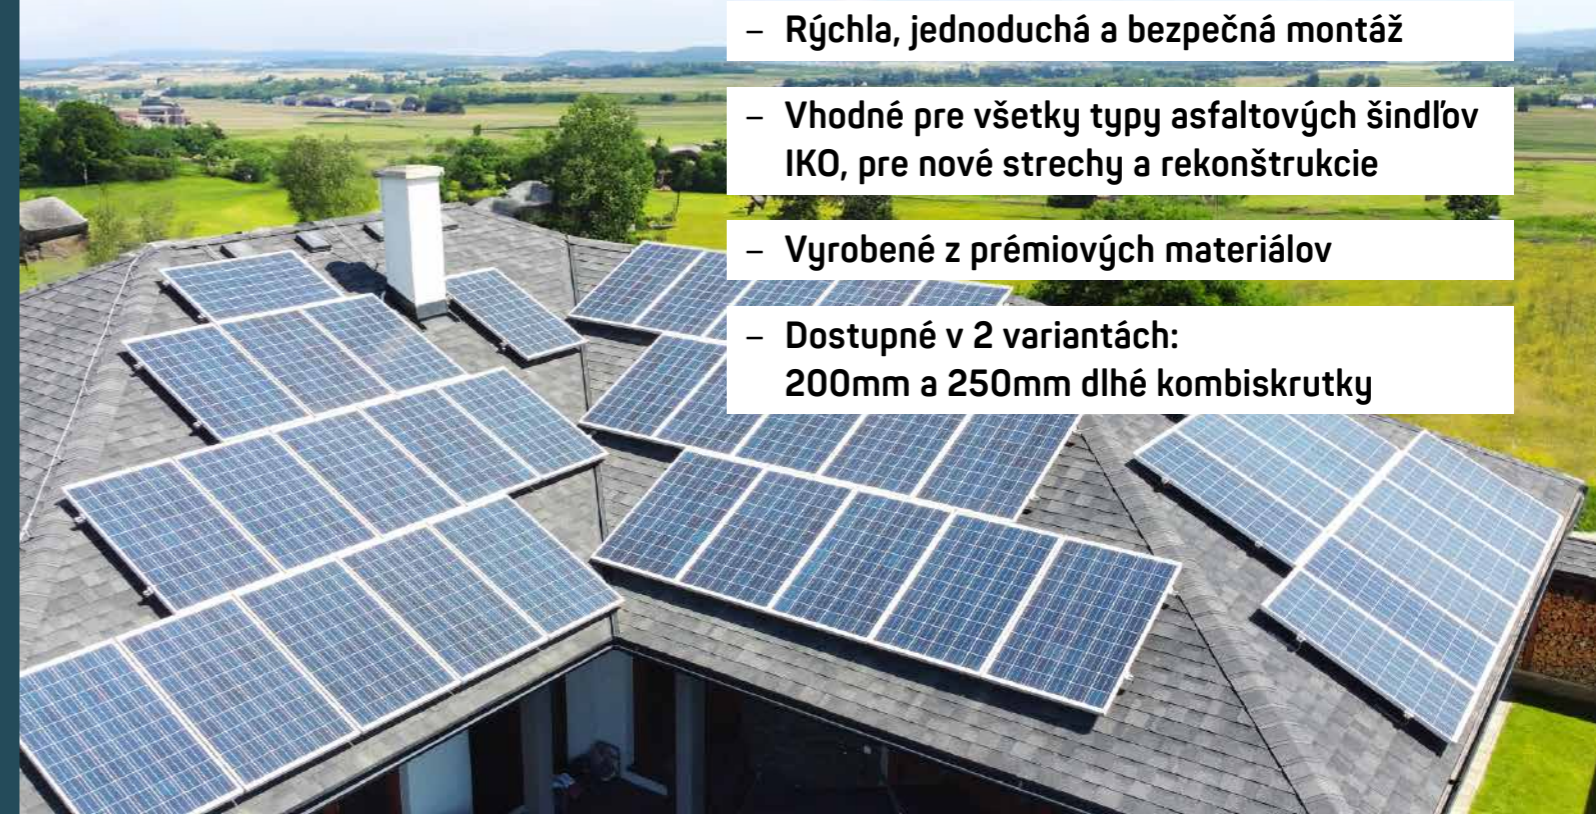 – Rýchla, jednoduchá a bezpečná montáž
– Vhodné pre všetky typy asfaltových šindľov
IKO, pre nové strechy a rekonštrukcie
– Vyrobené z prémiových materiálov
– Dostupné v 2 variantách:
200mm a 250mm dlhé kombiskrutky